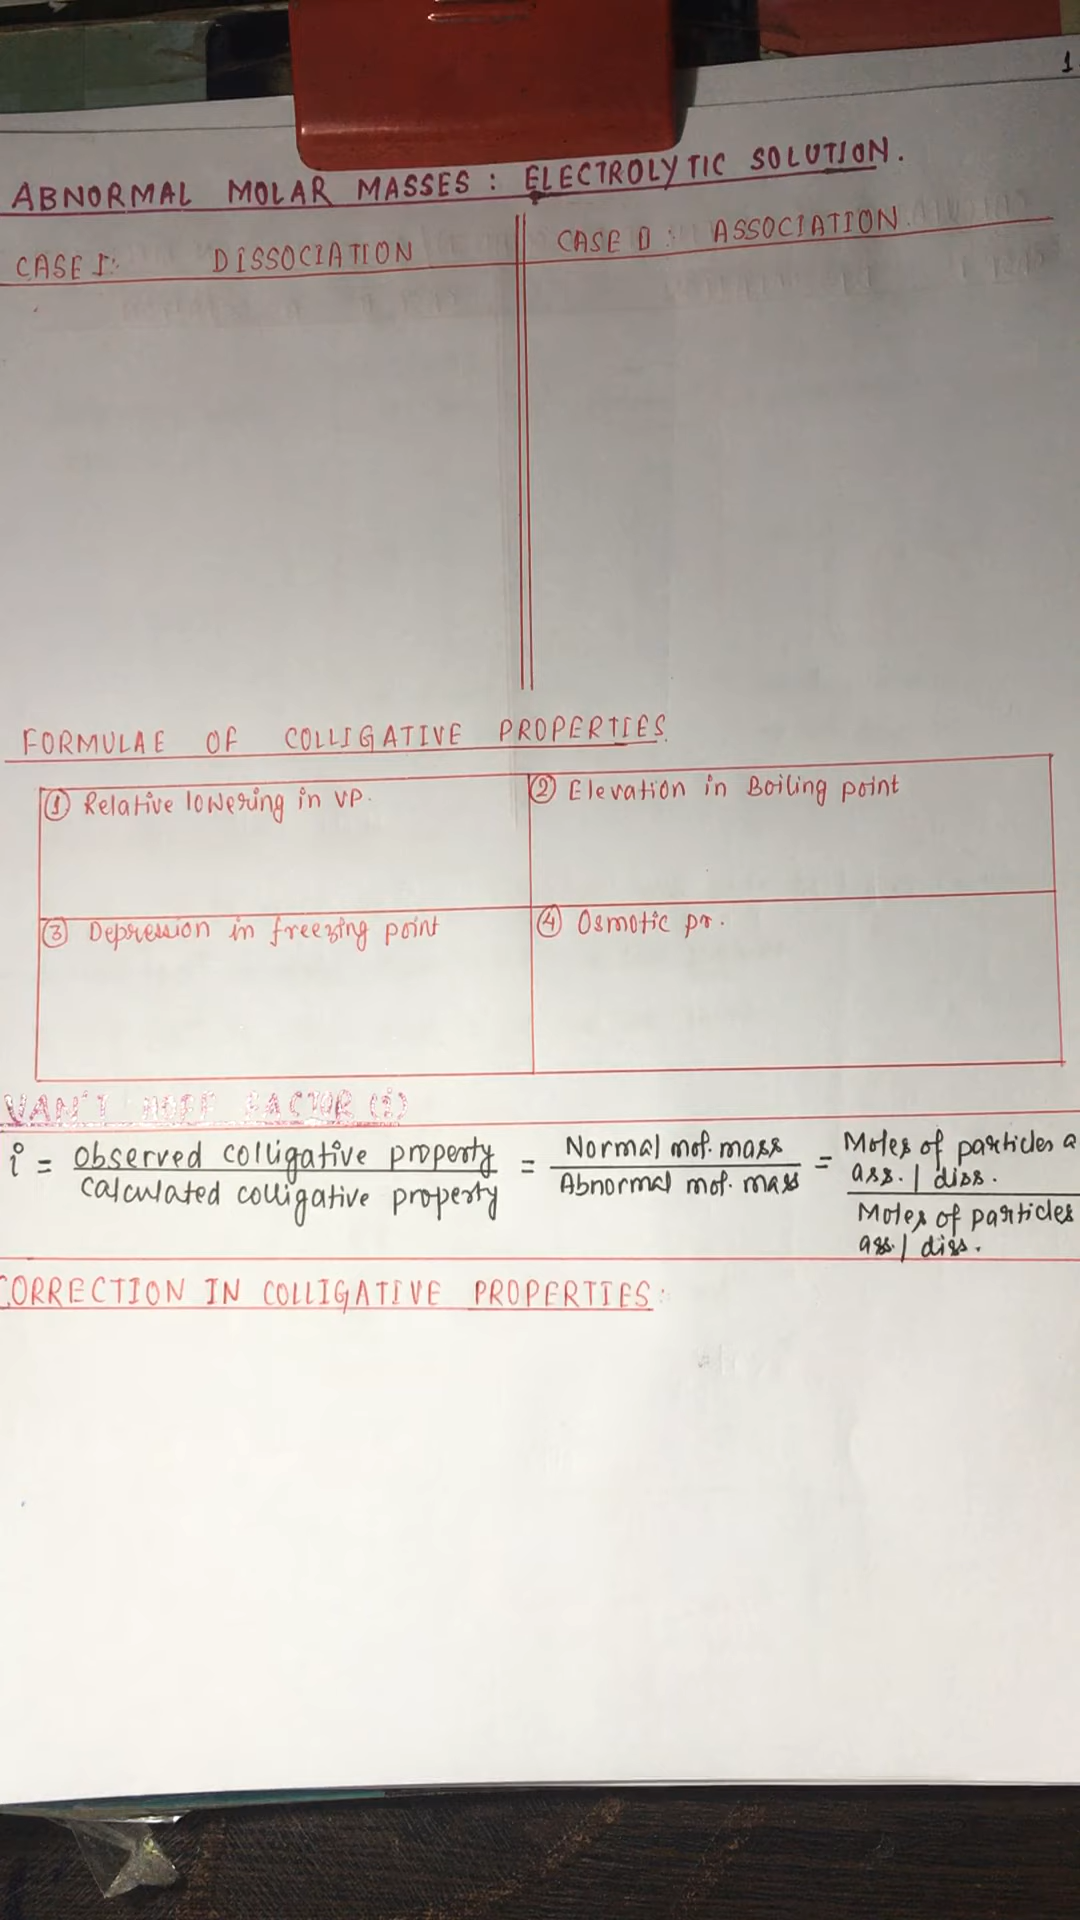 1
ABNORMAL MOLAR MASSES : ELECTROLYTIC SOLUTION.
CASE I: DISSOCIATION
CASE II : ASSOCIATION.
FORMULAE OF COLLIGATIVE PROPERTIES.
① Relative lowering in VP.
② Elevation in Boiling point
③ Depression in freezing point
④ Osmotic pr.
VAN'T HOFF FACTOR (i)
i = observed colligative property / calculated colligative property = Normal mol. mass / Abnormal mol. mass = Moles of particles a
ass. / diss.
Moles of particles
ass. / diss.
CORRECTION IN COLLIGATIVE PROPERTIES: